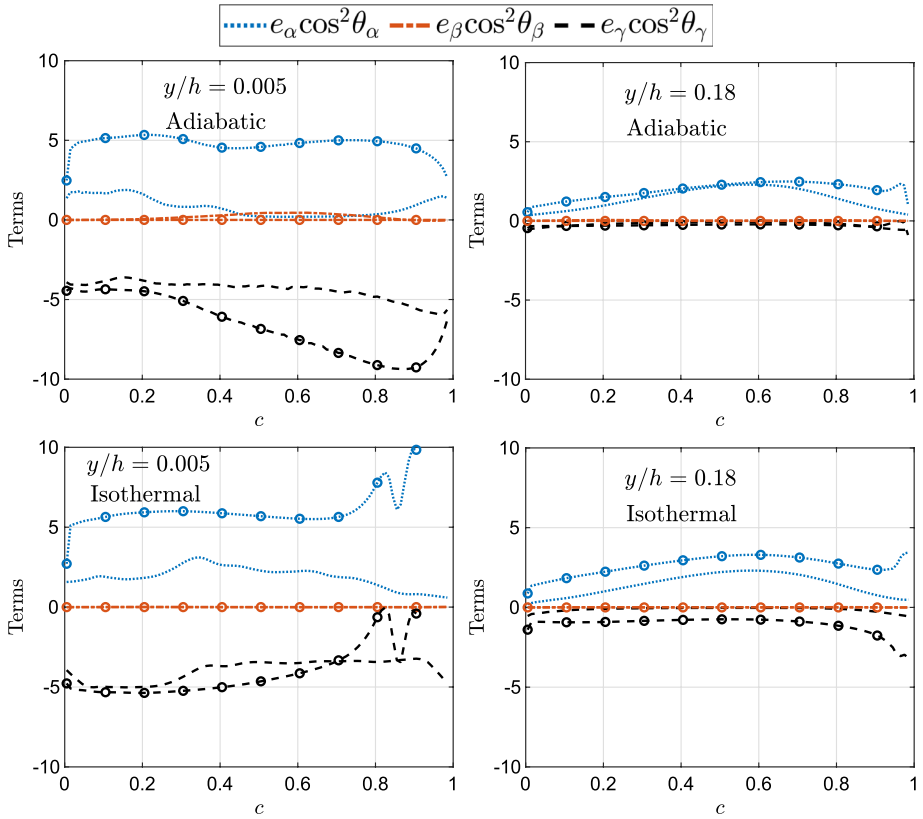 e_α cos²θ_α e_β cos²θ_β e_γ cos²θ_γ
10
5
0
-5
-10
Terms
y/h = 0.005
Adiabatic
0 0.2 0.4 0.6 0.8 1
c
10
5
0
-5
-10
Terms
y/h = 0.18
Adiabatic
0 0.2 0.4 0.6 0.8 1
c
10
5
0
-5
-10
Terms
y/h = 0.005
Isothermal
0 0.2 0.4 0.6 0.8 1
c
10
5
0
-5
-10
Terms
y/h = 0.18
Isothermal
0 0.2 0.4 0.6 0.8 1
c